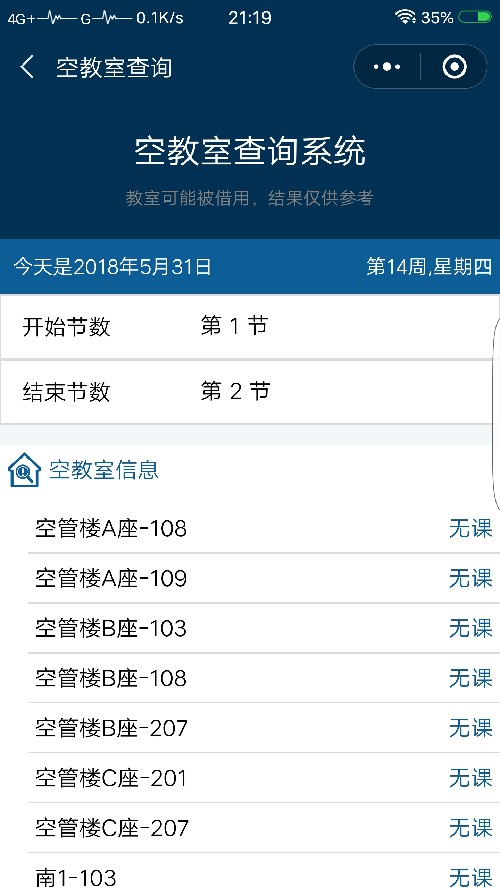 4G+ G 0.1K/s 21:19 35%
空教室查询
空教室查询系统
教室可能被借用，结果仅供参考
今天是2018年5月31日 第14周,星期四
开始节数 第 1 节
结束节数 第 2 节
空教室信息
空管楼A座-108 无课
空管楼A座-109 无课
空管楼B座-103 无课
空管楼B座-108 无课
空管楼B座-207 无课
空管楼C座-201 无课
空管楼C座-207 无课
南1-103 无课